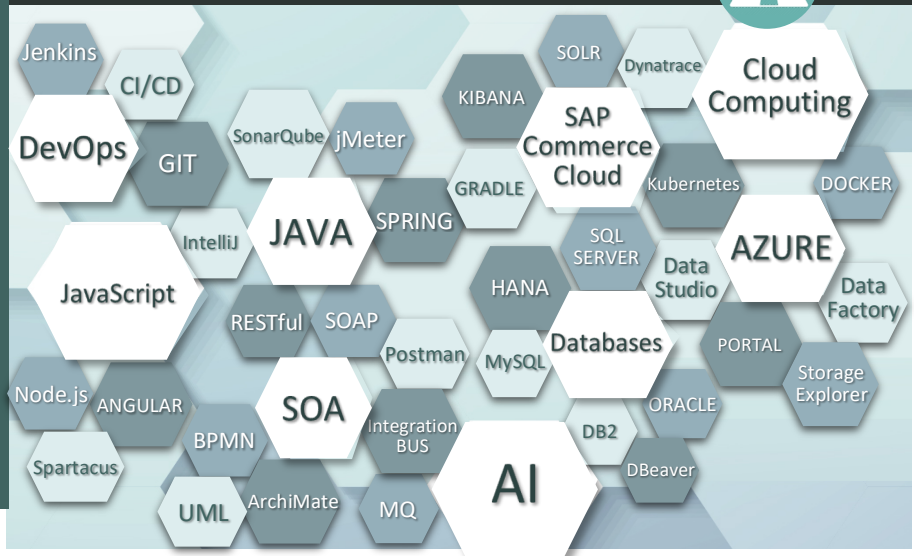 Jenkins
CI/CD
DevOps
GIT
SonarQube
jMeter
KIBANA
SOLR
Dynatrace
Cloud
Computing
SAP
Commerce
Cloud
GRADLE
Kubernetes
DOCKER
IntelliJ
JAVA
SPRING
SQL
SERVER
AZURE
JavaScript
HANA
Data
Studio
Data
Factory
RESTful
SOAP
Postman
MySQL
Databases
PORTAL
Storage
Explorer
Node.js
ANGULAR
SOA
Integration
BUS
ORACLE
BPMN
DB2
Spartacus
DBeaver
UML
ArchiMate
MQ
AI